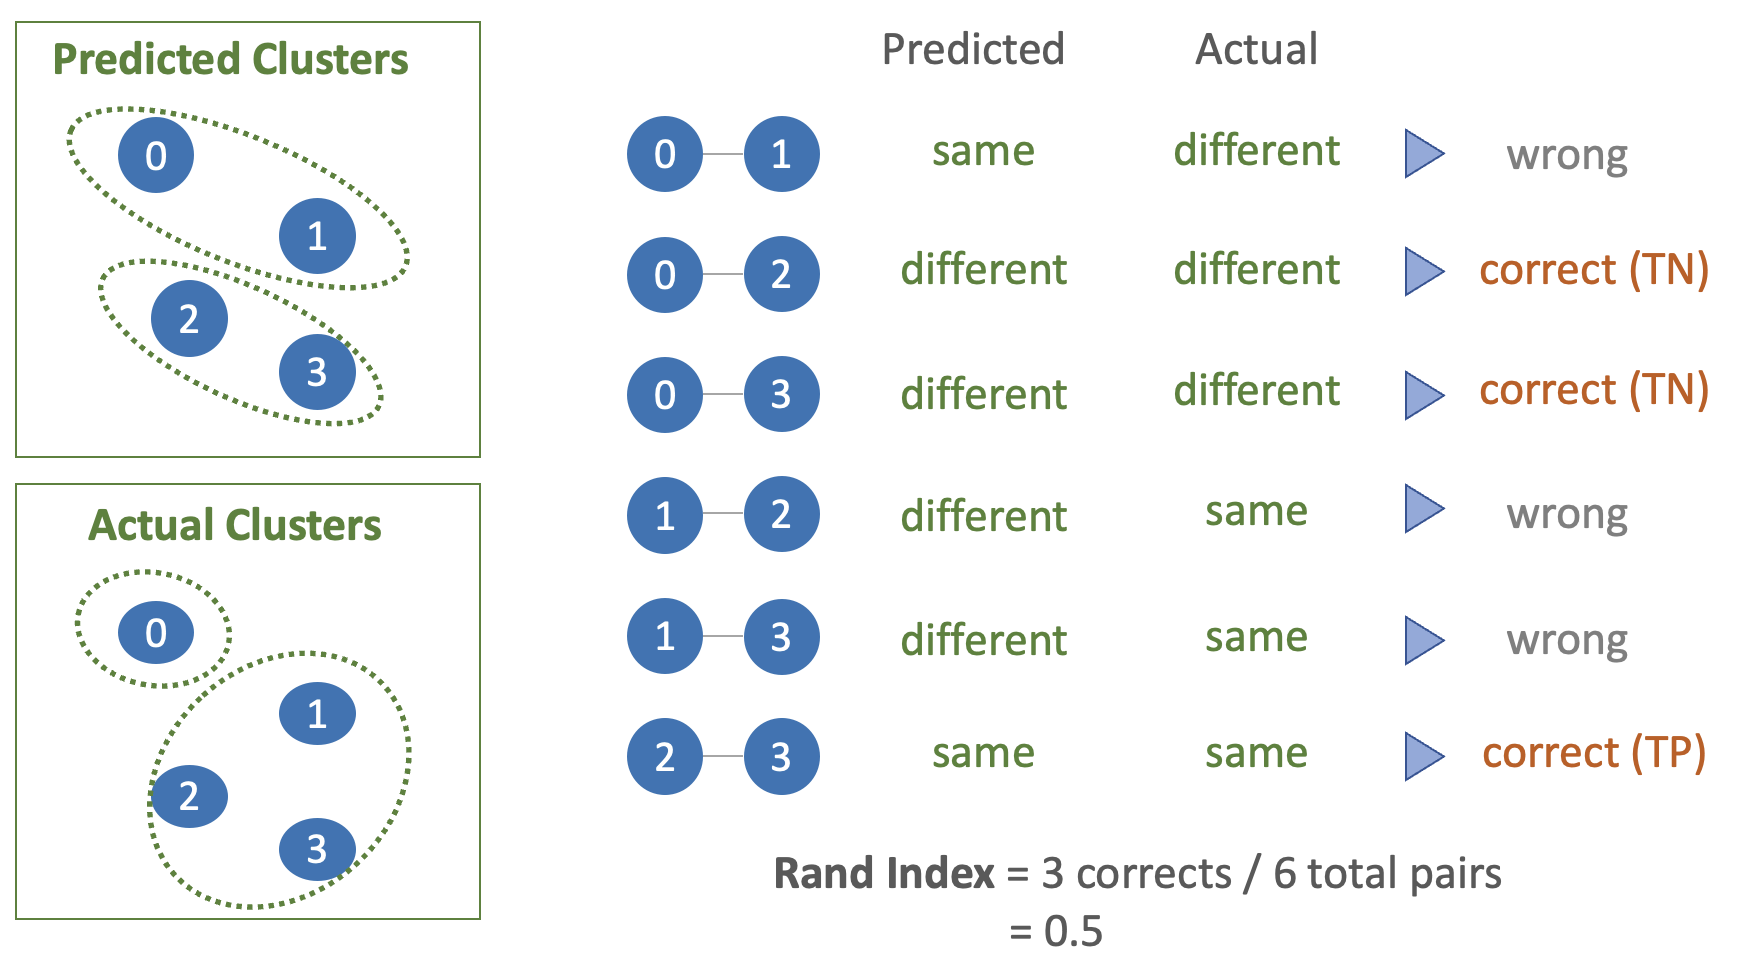 Predicted Clusters
0
1
2
3
Actual Clusters
0
1
2
3
Predicted Actual
0 1 same different wrong
0 2 different different correct (TN)
0 3 different different correct (TN)
1 2 different same wrong
1 3 different same wrong
2 3 same same correct (TP)
Rand Index = 3 corrects / 6 total pairs
= 0.5